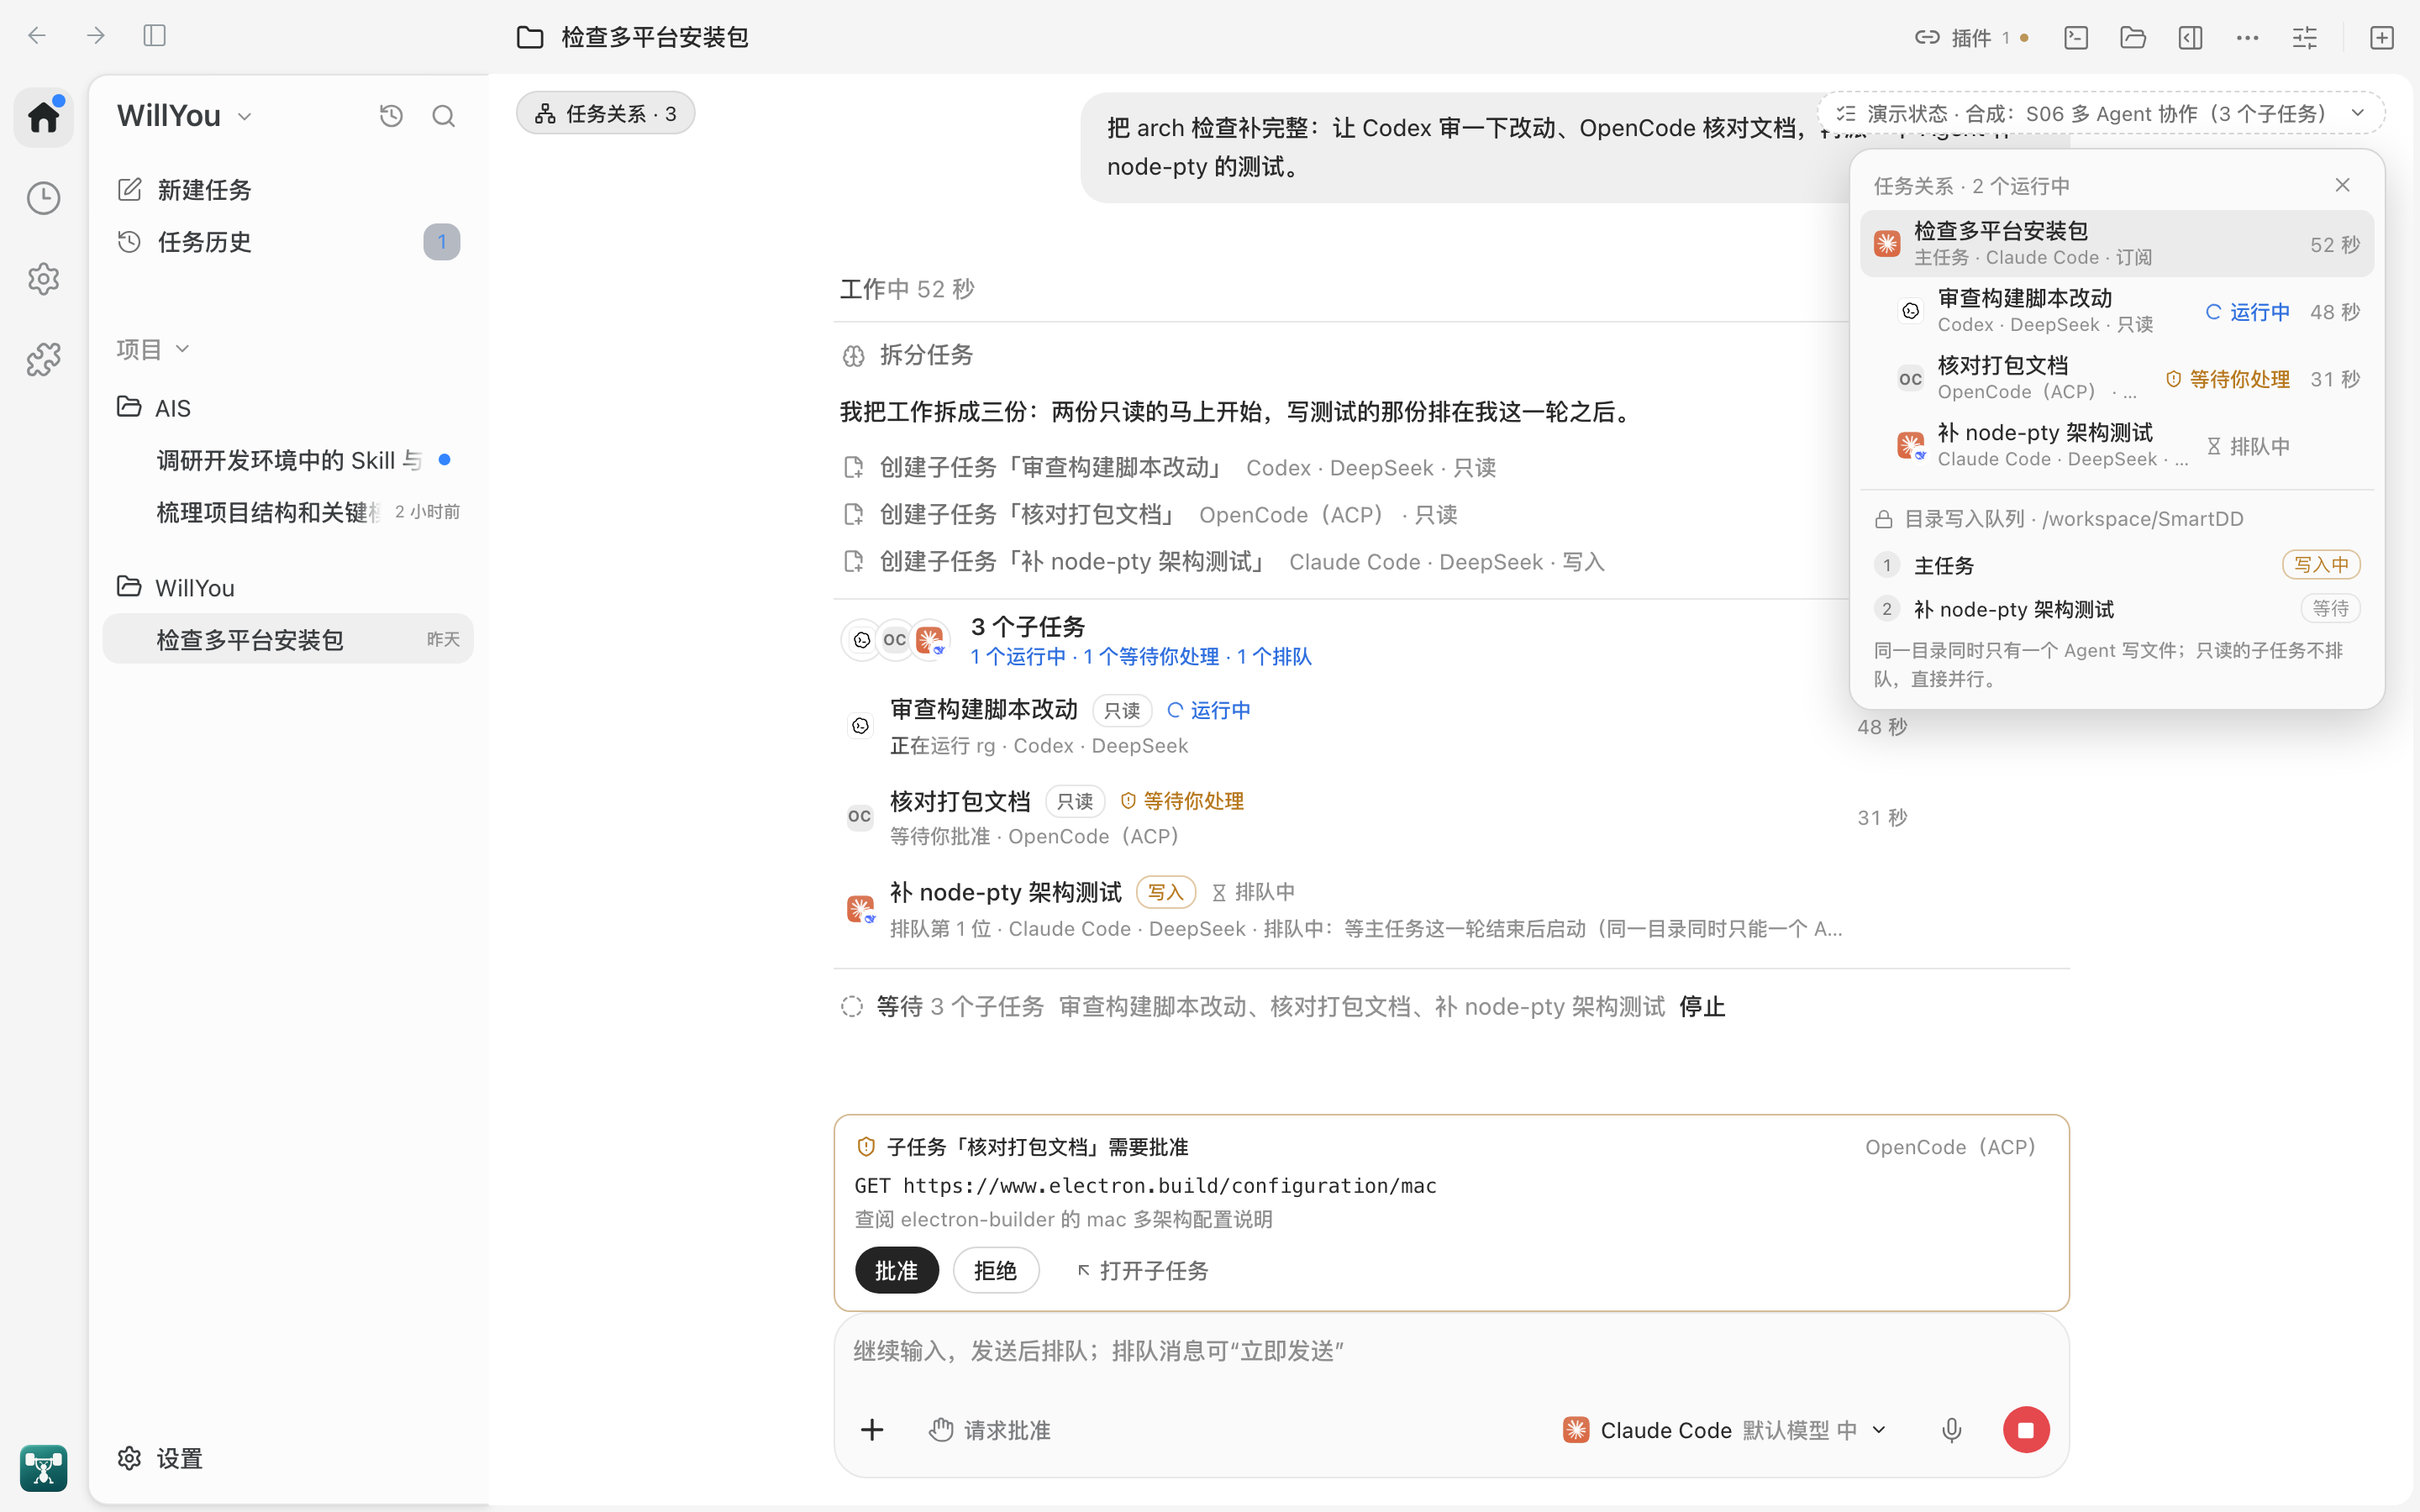 检查多平台安装包
插件 1
WillYou
新建任务
任务历史 1
项目
AIS
调研开发环境中的 Skill 与
梳理项目结构和关键 2 小时前
WillYou
检查多平台安装包 昨天
设置
任务关系 · 3
把 arch 检查补完整：让 Codex 审一下改动、OpenCode 核对文档，
node-pty 的测试。
演示状态 · 合成：S06 多 Agent 协作（3 个子任务）
工作中 52 秒
拆分任务
我把工作拆成三份：两份只读的马上开始，写测试的那份排在我这一轮之后。
创建子任务「审查构建脚本改动」 Codex · DeepSeek · 只读
创建子任务「核对打包文档」 OpenCode（ACP） · 只读
创建子任务「补 node-pty 架构测试」 Claude Code · DeepSeek · 写入
OC
3 个子任务
1 个运行中 · 1 个等待你处理 · 1 个排队
审查构建脚本改动 只读 运行中
正在运行 rg · Codex · DeepSeek
48 秒
OC
核对打包文档 只读 等待你处理
等待你批准 · OpenCode（ACP）
31 秒
补 node-pty 架构测试 写入 排队中
排队第 1 位 · Claude Code · DeepSeek · 排队中：等主任务这一轮结束后启动（同一目录同时只能一个 A...
等待 3 个子任务 审查构建脚本改动、核对打包文档、补 node-pty 架构测试 停止
子任务「核对打包文档」需要批准 OpenCode（ACP）
GET https://www.electron.build/configuration/mac
查阅 electron-builder 的 mac 多架构配置说明
批准 拒绝 打开子任务
继续输入，发送后排队；排队消息可“立即发送”
请求批准 Claude Code 默认模型 中
任务关系 · 2 个运行中
检查多平台安装包
主任务 · Claude Code · 订阅
52 秒
审查构建脚本改动
Codex · DeepSeek · 只读
运行中 48 秒
OC
核对打包文档
OpenCode（ACP） · ...
等待你处理 31 秒
补 node-pty 架构测试
Claude Code · DeepSeek · ...
排队中
目录写入队列 · /workspace/SmartDD
1 主任务 写入中
2 补 node-pty 架构测试 等待
同一目录同时只有一个 Agent 写文件；只读的子任务不排
队，直接并行。